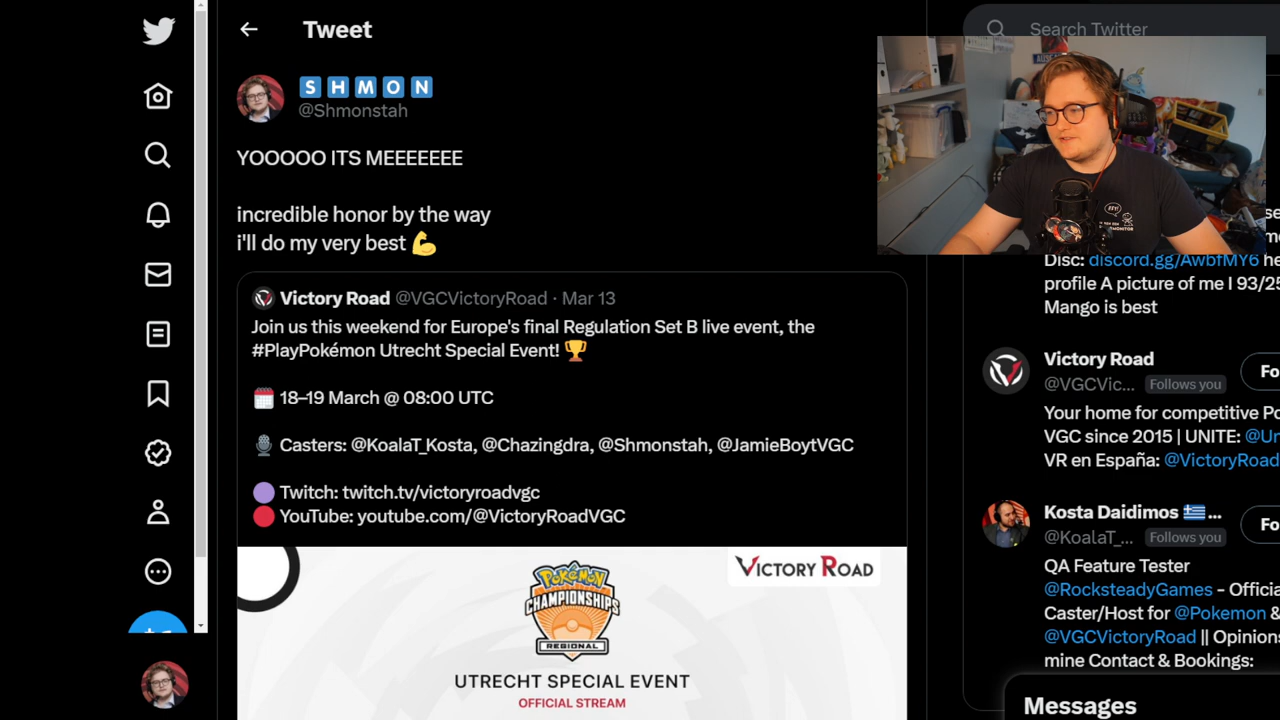 Tweet
Search Twitter
SHMON
@Shmonstah
YOOOOO ITS MEEEEEEE
incredible honor by the way
i'll do my very best 💪
Victory Road @VGCVictoryRoad · Mar 13
Join us this weekend for Europe's final Regulation Set B live event, the
#PlayPokémon Utrecht Special Event! 🏆
18–19 March @ 08:00 UTC
Casters: @KoalaT_Kosta, @Chazingdra, @Shmonstah, @JamieBoytVGC
Twitch: twitch.tv/victoryroadvgc
YouTube: youtube.com/@VictoryRoadVGC
VICTORY ROAD
POKÉMON
CHAMPIONSHIPS
REGIONAL
UTRECHT SPECIAL EVENT
OFFICIAL STREAM
Disc: discord.gg/AwbfMY6 he
profile A picture of me I 93/25
Mango is best
Victory Road
@VGCVic... Follows you
Fo
Your home for competitive Po
VGC since 2015 | UNITE: @Un
VR en España: @VictoryRoad
Kosta Daidimos 🇬🇷...
@KoalaT_... Follows you
Fo
QA Feature Tester
@RocksteadyGames - Officia
Caster/Host for @Pokemon &
@VGCVictoryRoad || Opinions
mine Contact & Bookings:
Messages